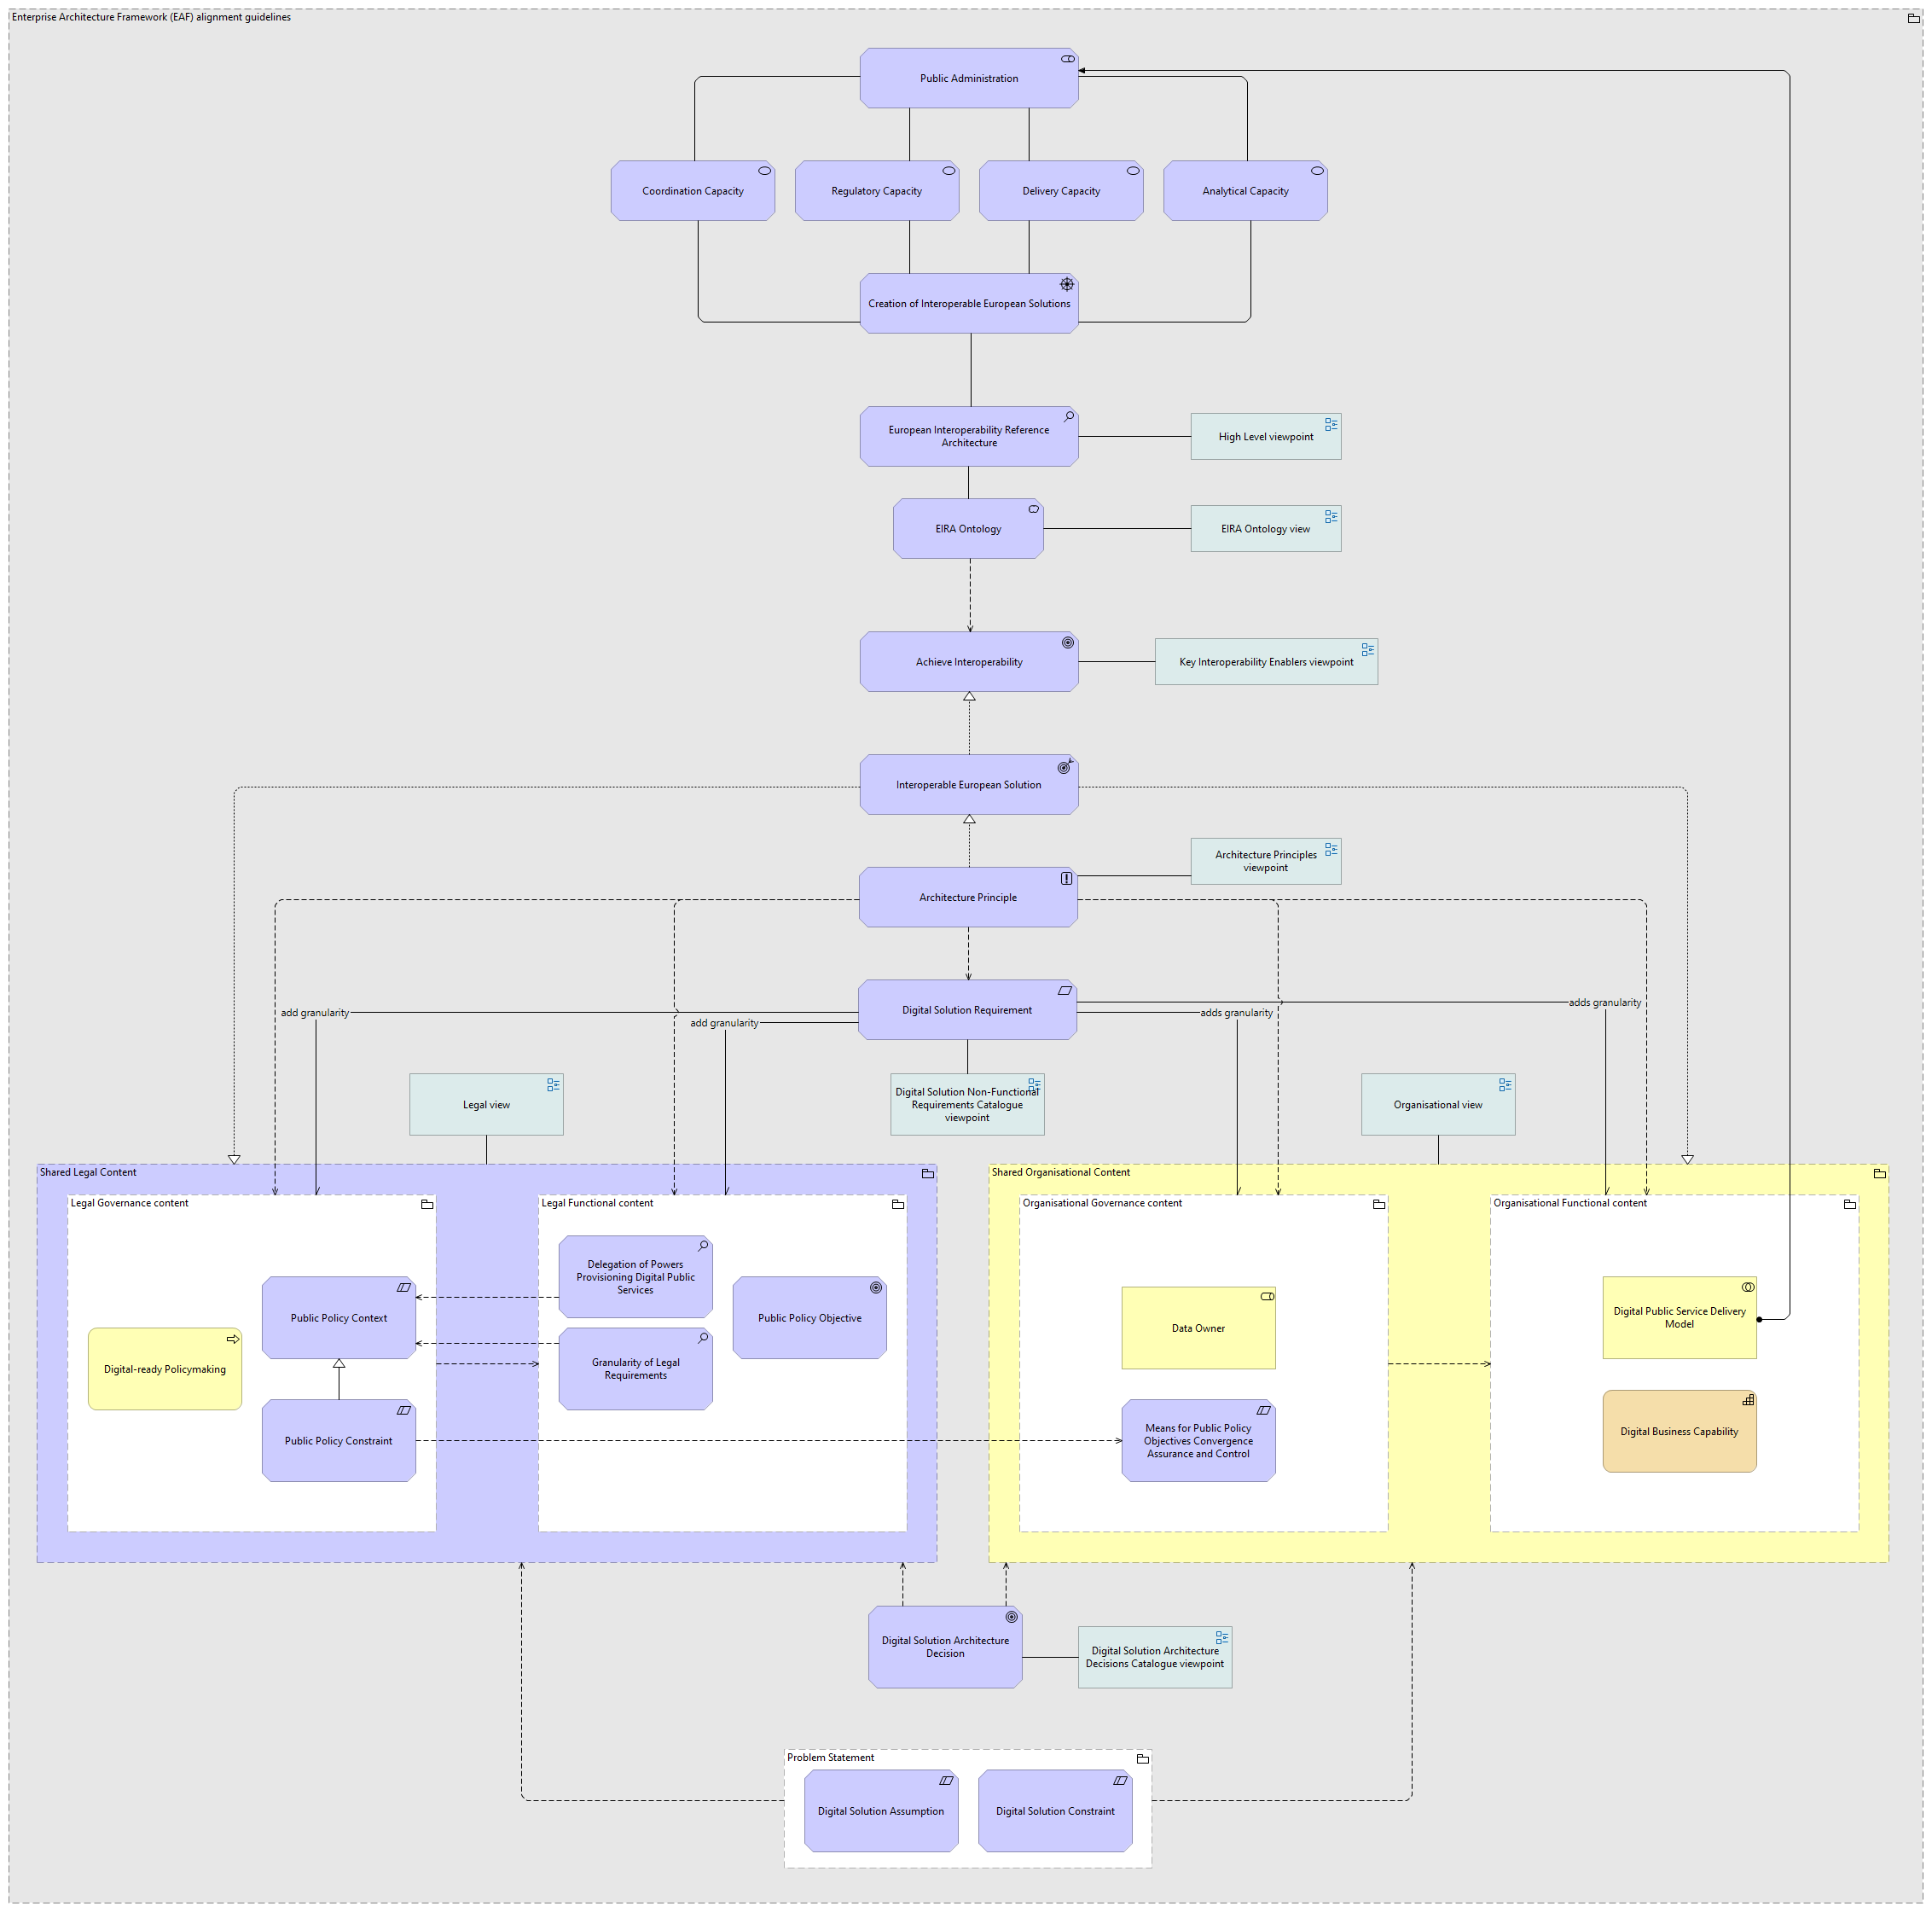 Enterprise Architecture Framework (EAF) alignment guidelines
Public Administration
Coordination Capacity
Regulatory Capacity
Delivery Capacity
Analytical Capacity
Creation of Interoperable European Solutions
European Interoperability Reference
Architecture
High Level viewpoint
EIRA Ontology
EIRA Ontology view
Achieve Interoperability
Key Interoperability Enablers viewpoint
Interoperable European Solution
Architecture Principles
viewpoint
Architecture Principle
Digital Solution Requirement
adds granularity
add granularity
adds granularity
add granularity
Legal view
Digital Solution Non-Functional
Requirements Catalogue
viewpoint
Organisational view
Shared Legal Content
Legal Governance content
Legal Functional content
Delegation of Powers
Provisioning Digital Public
Services
Public Policy Context
Public Policy Objective
Digital-ready Policymaking
Granularity of Legal
Requirements
Public Policy Constraint
Shared Organisational Content
Organisational Governance content
Organisational Functional content
Data Owner
Digital Public Service Delivery
Model
Means for Public Policy
Objectives Convergence
Assurance and Control
Digital Business Capability
Digital Solution Architecture
Decision
Digital Solution Architecture
Decisions Catalogue viewpoint
Problem Statement
Digital Solution Assumption
Digital Solution Constraint